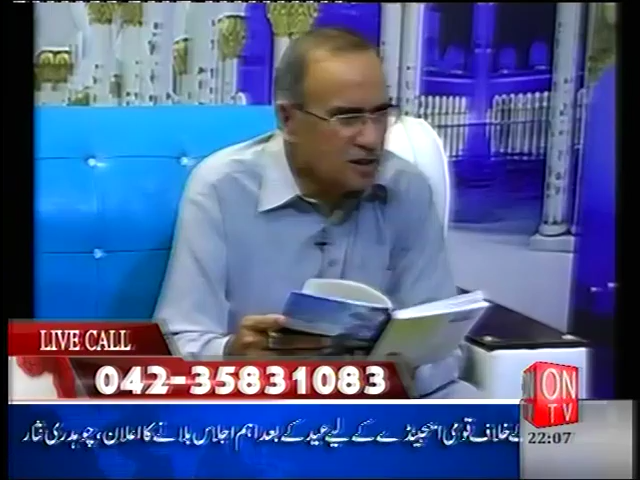 LIVE CALL
042-35831083
ON
TV
22:07
کے خلاف قومی ایجنڈے کے لیے عید کے بعد اہم اجلاس بلانے کا اعلان، چوہدری نثار